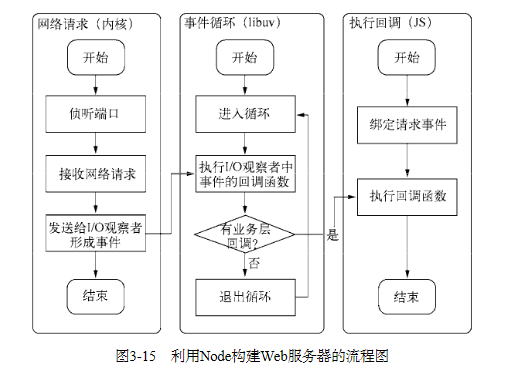 网络请求（内核）
开始
侦听端口
接收网络请求
发送给I/O观察者
形成事件
结束
事件循环（libuv）
开始
进入循环
执行I/O观察者中
事件的回调函数
有业务层
回调?
是
否
退出循环
执行回调（JS）
开始
绑定请求事件
执行回调函数
结束
图3-15 利用Node构建Web服务器的流程图